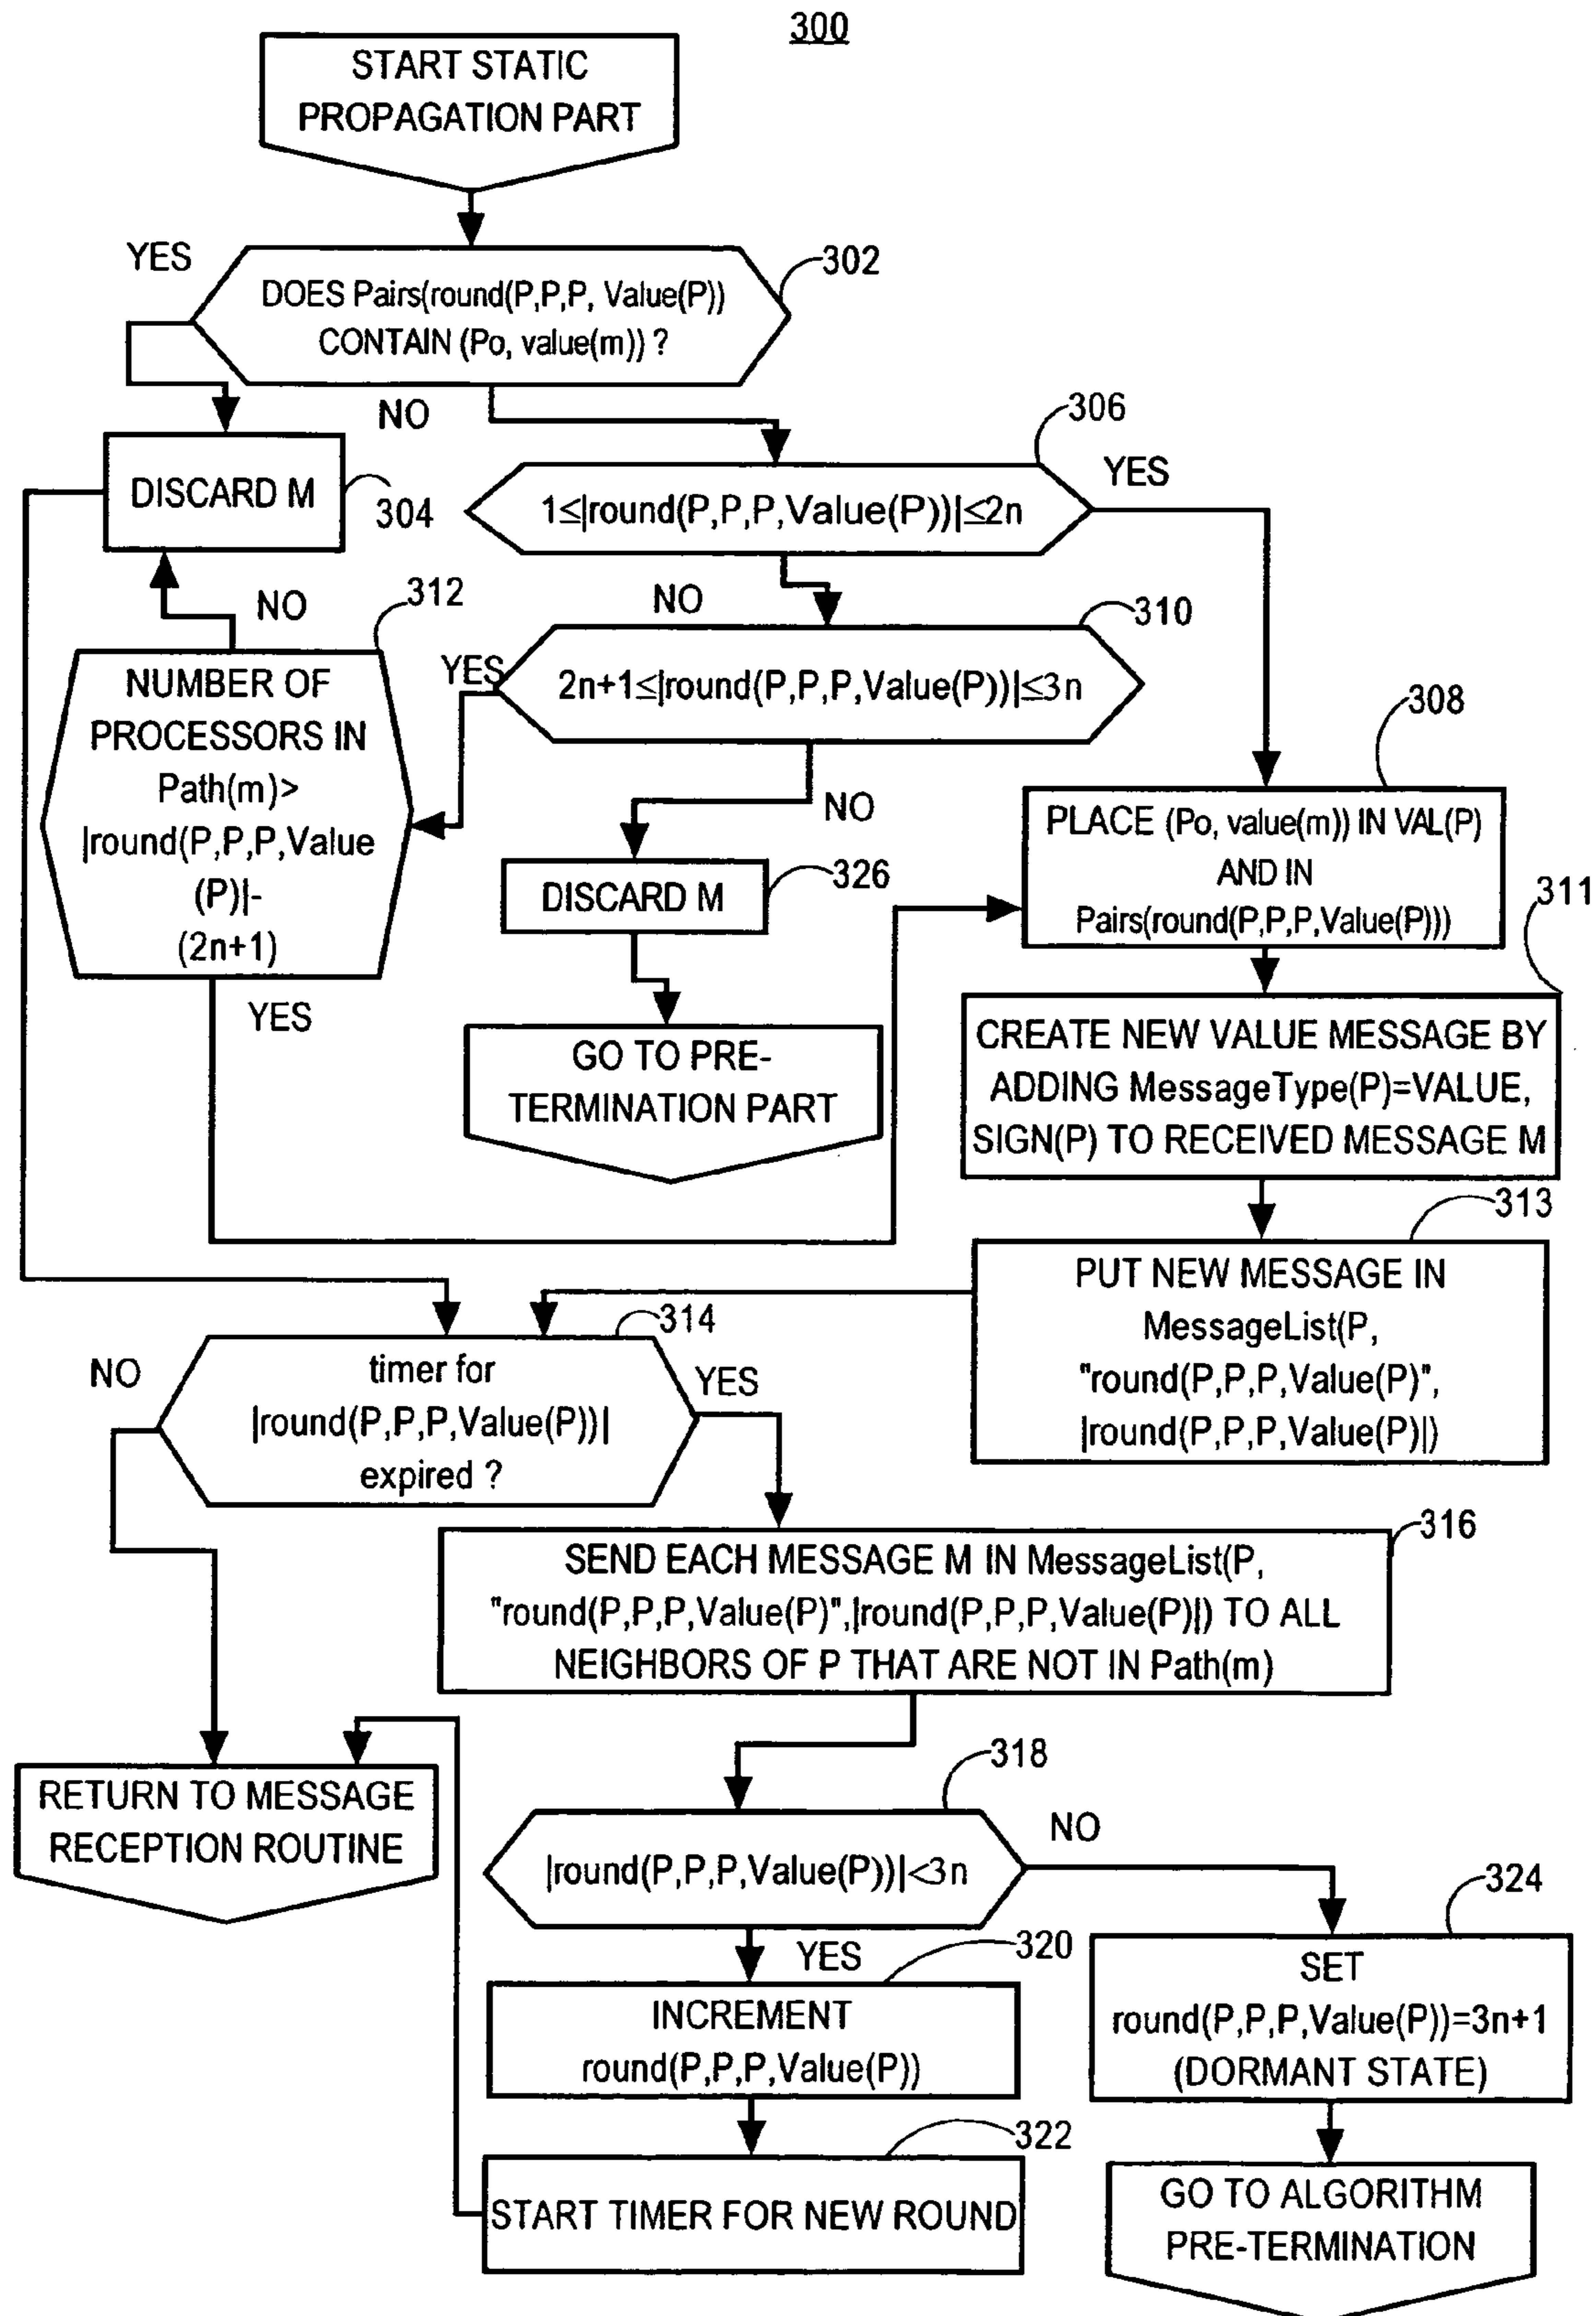 300
START STATIC
PROPAGATION PART
YES
302
DOES Pairs(round(P,P,P, Value(P))
CONTAIN (Po, value(m)) ?
NO
306
YES
DISCARD M
304
1≤|round(P,P,P,Value(P))|≤2n
NO
312
NO
310
YES
NUMBER OF
PROCESSORS IN
Path(m)>
|round(P,P,P,Value
(P)|-
(2n+1)
2n+1≤|round(P,P,P,Value(P))|≤3n
308
NO
PLACE (Po, value(m)) IN VAL(P)
AND IN
Pairs(round(P,P,P,Value(P)))
DISCARD M
326
311
YES
GO TO PRE-
TERMINATION PART
CREATE NEW VALUE MESSAGE BY
ADDING MessageType(P)=VALUE,
SIGN(P) TO RECEIVED MESSAGE M
313
PUT NEW MESSAGE IN
MessageList(P,
"round(P,P,P,Value(P)",
|round(P,P,P,Value(P)|)
314
NO
timer for
|round(P,P,P,Value(P))|
expired ?
YES
316
SEND EACH MESSAGE M IN MessageList(P,
"round(P,P,P,Value(P)",|round(P,P,P,Value(P)|) TO ALL
NEIGHBORS OF P THAT ARE NOT IN Path(m)
318
RETURN TO MESSAGE
RECEPTION ROUTINE
NO
|round(P,P,P,Value(P))|<3n
324
YES
320
SET
round(P,P,P,Value(P))=3n+1
(DORMANT STATE)
INCREMENT
round(P,P,P,Value(P))
322
START TIMER FOR NEW ROUND
GO TO ALGORITHM
PRE-TERMINATION